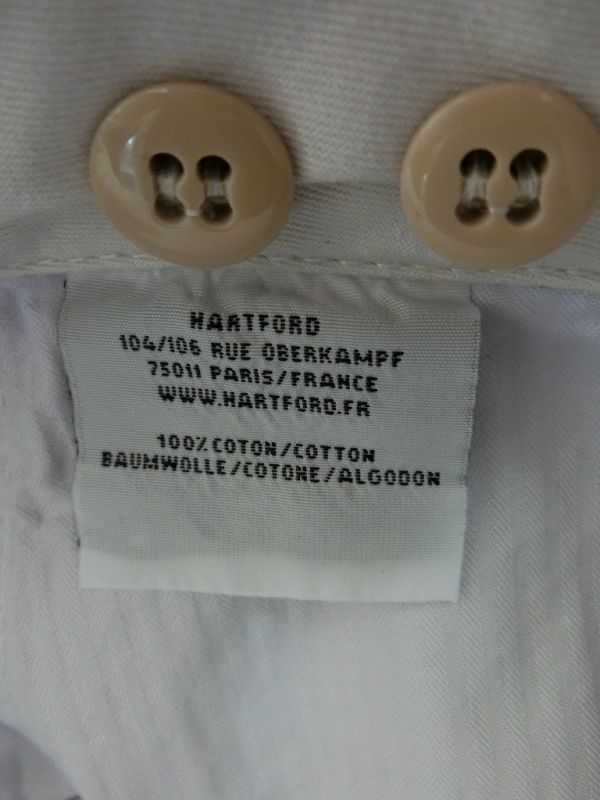 HARTFORD
104/106 RUE OBERKAMPF
75011 PARIS/FRANCE
WWW.HARTFORD.FR
100% COTON/COTTON
BAUMWOLLE/COTONE/ALGODON